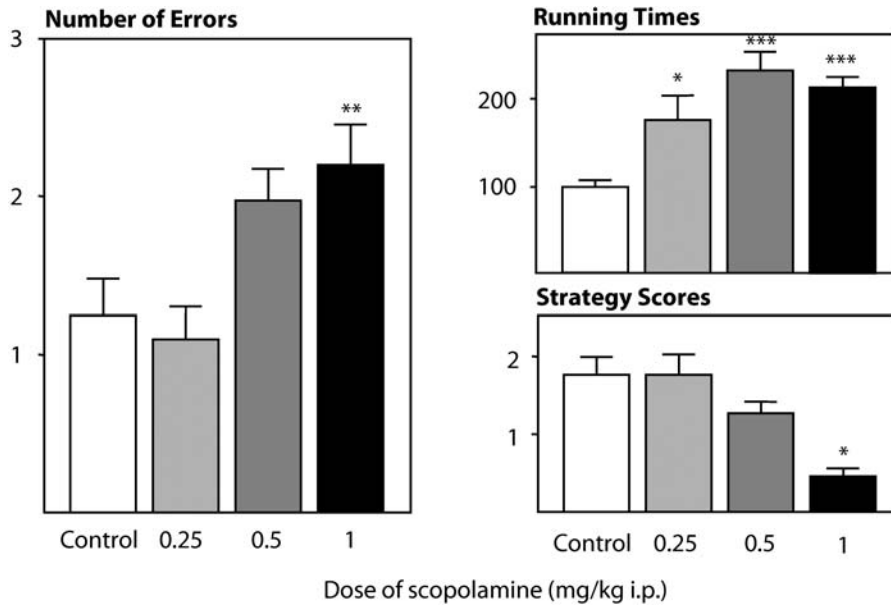 Number of Errors
3
2
1
**
Control 0.25 0.5 1
Running Times
200
100
*
***
***
Strategy Scores
2
1
*
Control 0.25 0.5 1
Dose of scopolamine (mg/kg i.p.)